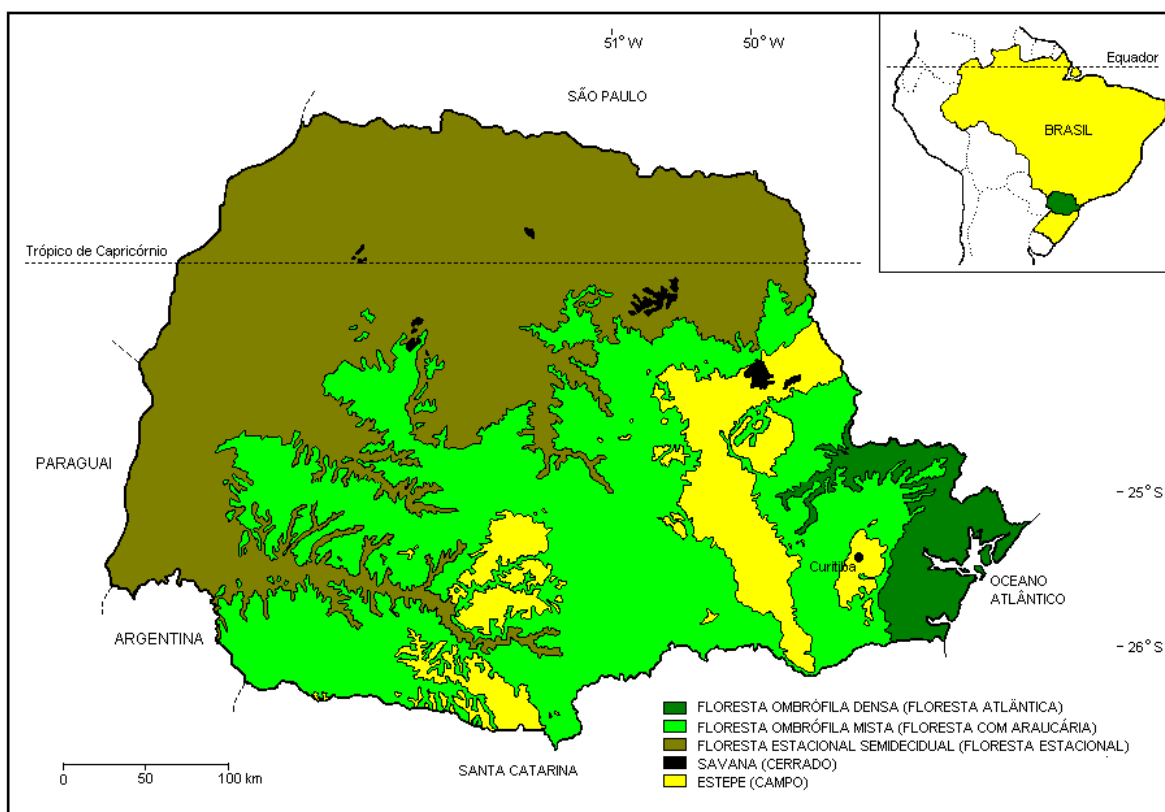 51° W
50° W
Equador
SÃO PAULO
BRASIL
Trópico de Capricórnio
PARAGUAI
25° S
Curitiba
OCEANO
ATLÂNTICO
ARGENTINA
26° S
FLORESTA OMBRÓFILA DENSA (FLORESTA ATLÂNTICA)
FLORESTA OMBRÓFILA MISTA (FLORESTA COM ARAUCÁRIA)
FLORESTA ESTACIONAL SEMIDECIDUAL (FLORESTA ESTACIONAL)
SAVANA (CERRADO)
ESTEPE (CAMPO)
SANTA CATARINA
0 50 100 km